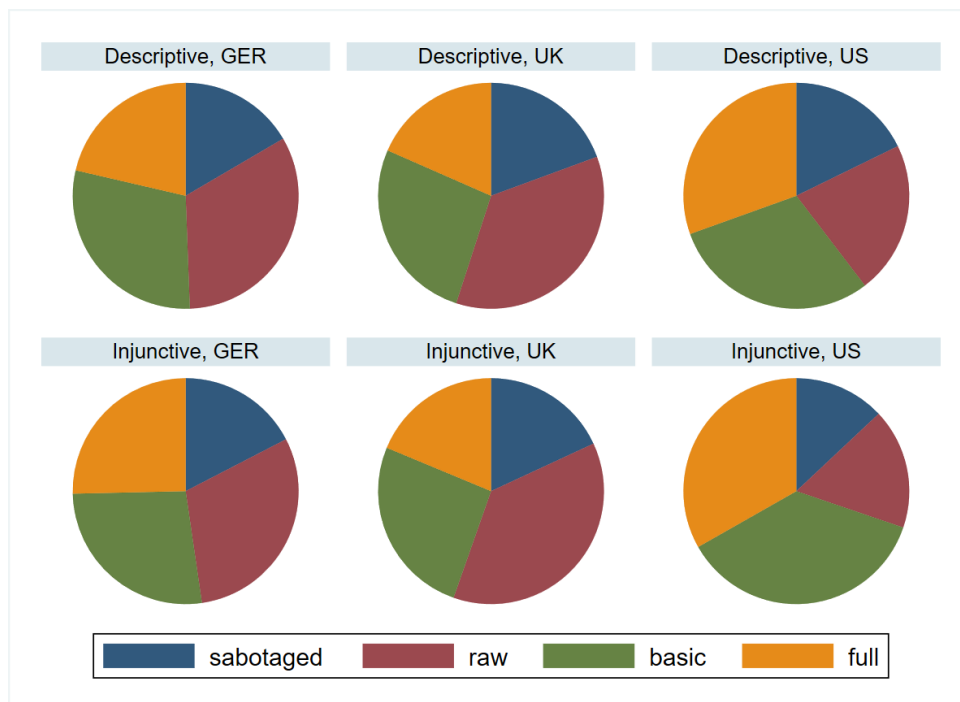 Descriptive, GER
Descriptive, UK
Descriptive, US
Injunctive, GER
Injunctive, UK
Injunctive, US
sabotaged
raw
basic
full